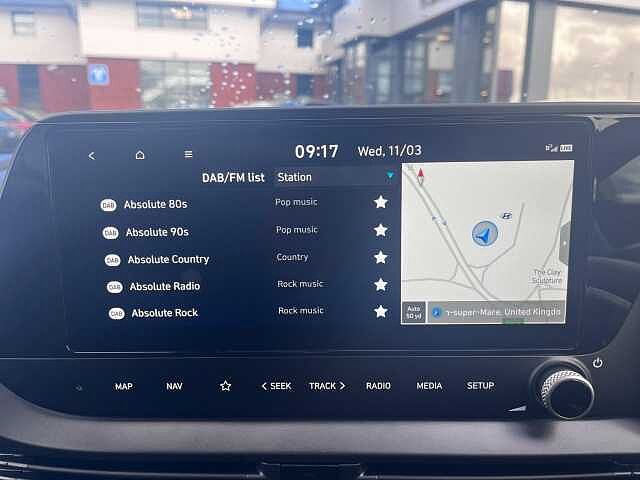 09:17 Wed, 11/03
LIVE
DAB/FM list Station
DAB Absolute 80s Pop music
DAB Absolute 90s Pop music
DAB Absolute Country Country
DAB Absolute Radio Rock music
DAB Absolute Rock Rock music
The Clay
Sculpture
Auto
50 yd
-super-Mare, United Kingdo
MAP NAV SEEK TRACK RADIO MEDIA SETUP